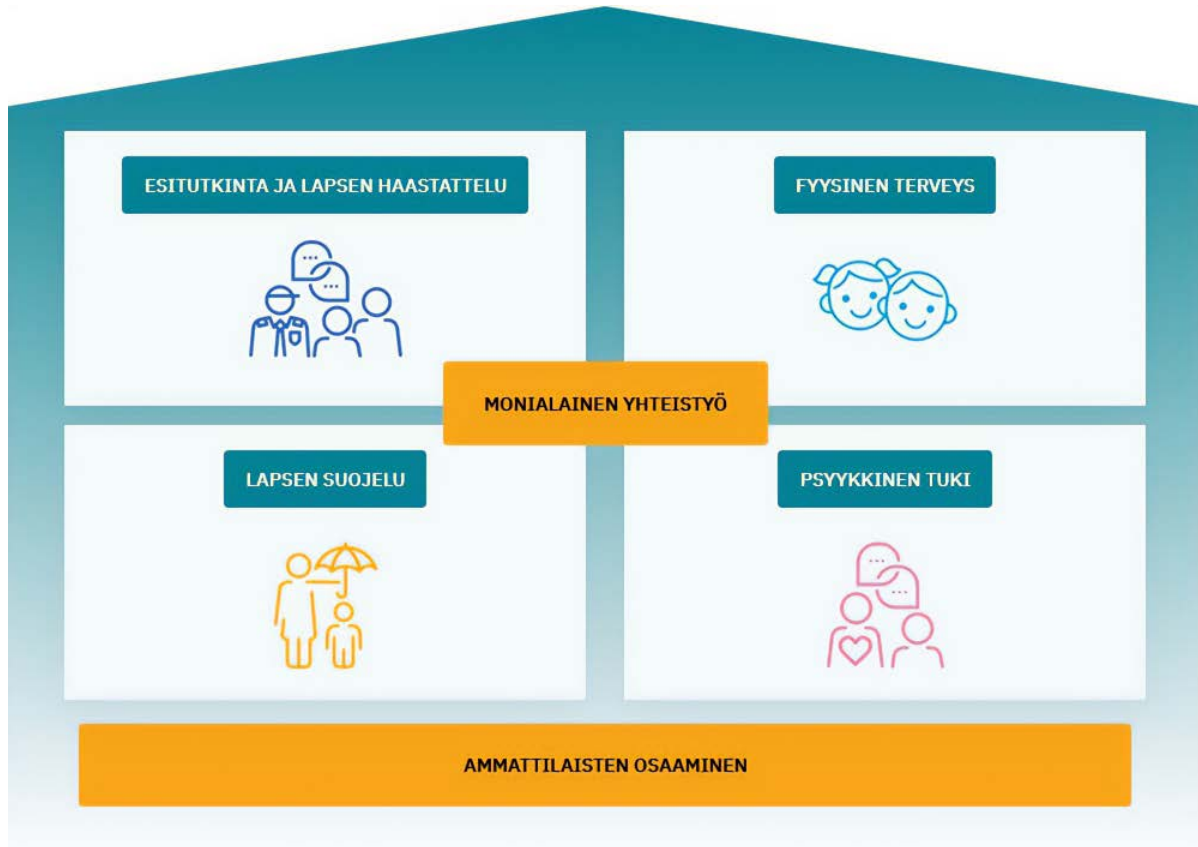 ESITUTKINTA JA LAPSEN HAASTATTELU
FYYSINEN TERVEYS
MONIALAINEN YHTEISTYÖ
LAPSEN SUOJELU
PSYYKKINEN TUKI
AMMATTILAISTEN OSAAMINEN